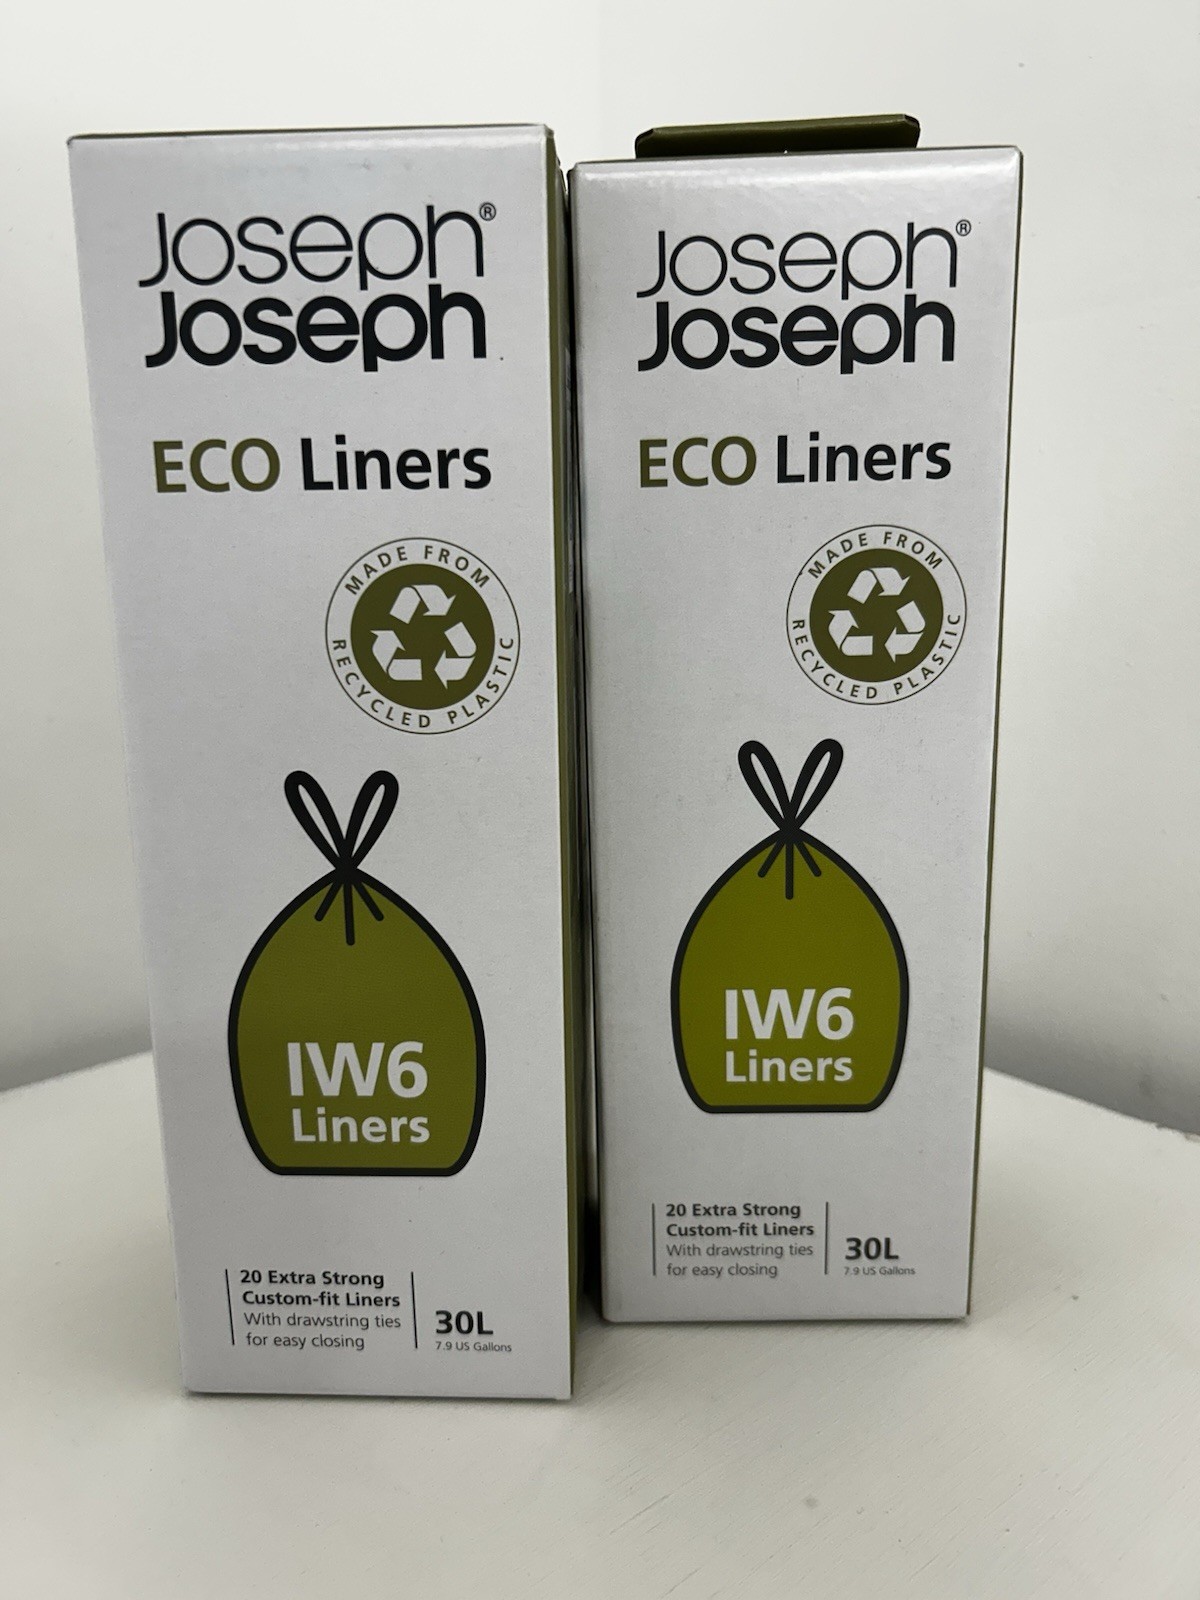 Joseph®
Joseph
ECO Liners
MADE FROM
RECYCLED PLASTIC
IW6
Liners
20 Extra Strong
Custom-fit Liners
With drawstring ties
for easy closing
30L
7.9 US Gallons
Joseph®
Joseph
ECO Liners
MADE FROM
RECYCLED PLASTIC
IW6
Liners
20 Extra Strong
Custom-fit Liners
With drawstring ties
for easy closing
30L
7.9 US Gallons